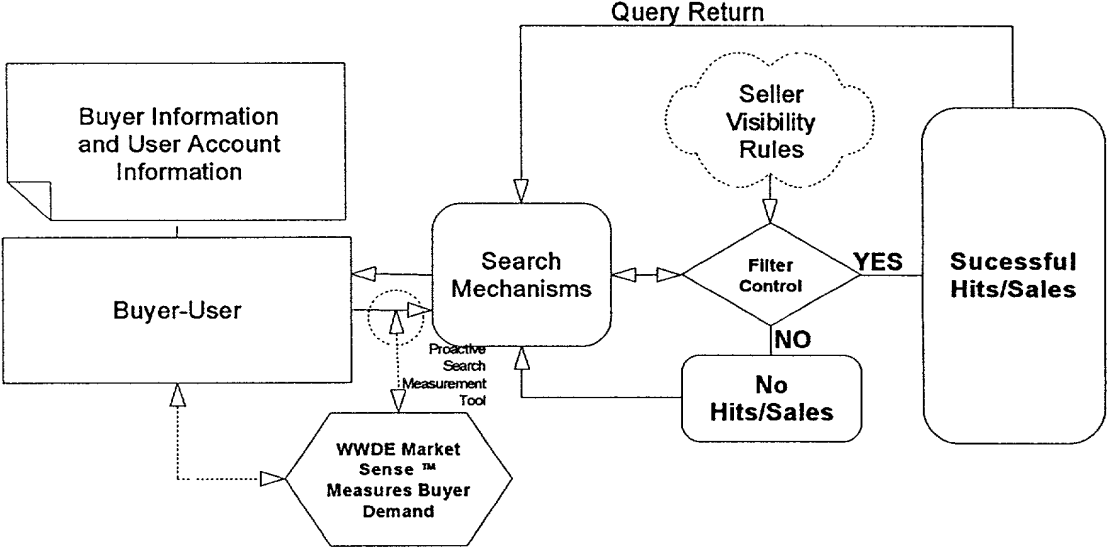 Query Return
Buyer Information
and User Account
Information
Seller
Visibility
Rules
Search
Mechanisms
Filter
Control
YES
Sucessful
Hits/Sales
Buyer-User
NO
Proactive
Search
Measurement
Tool
No
Hits/Sales
WWDE Market
Sense ™
Measures Buyer
Demand